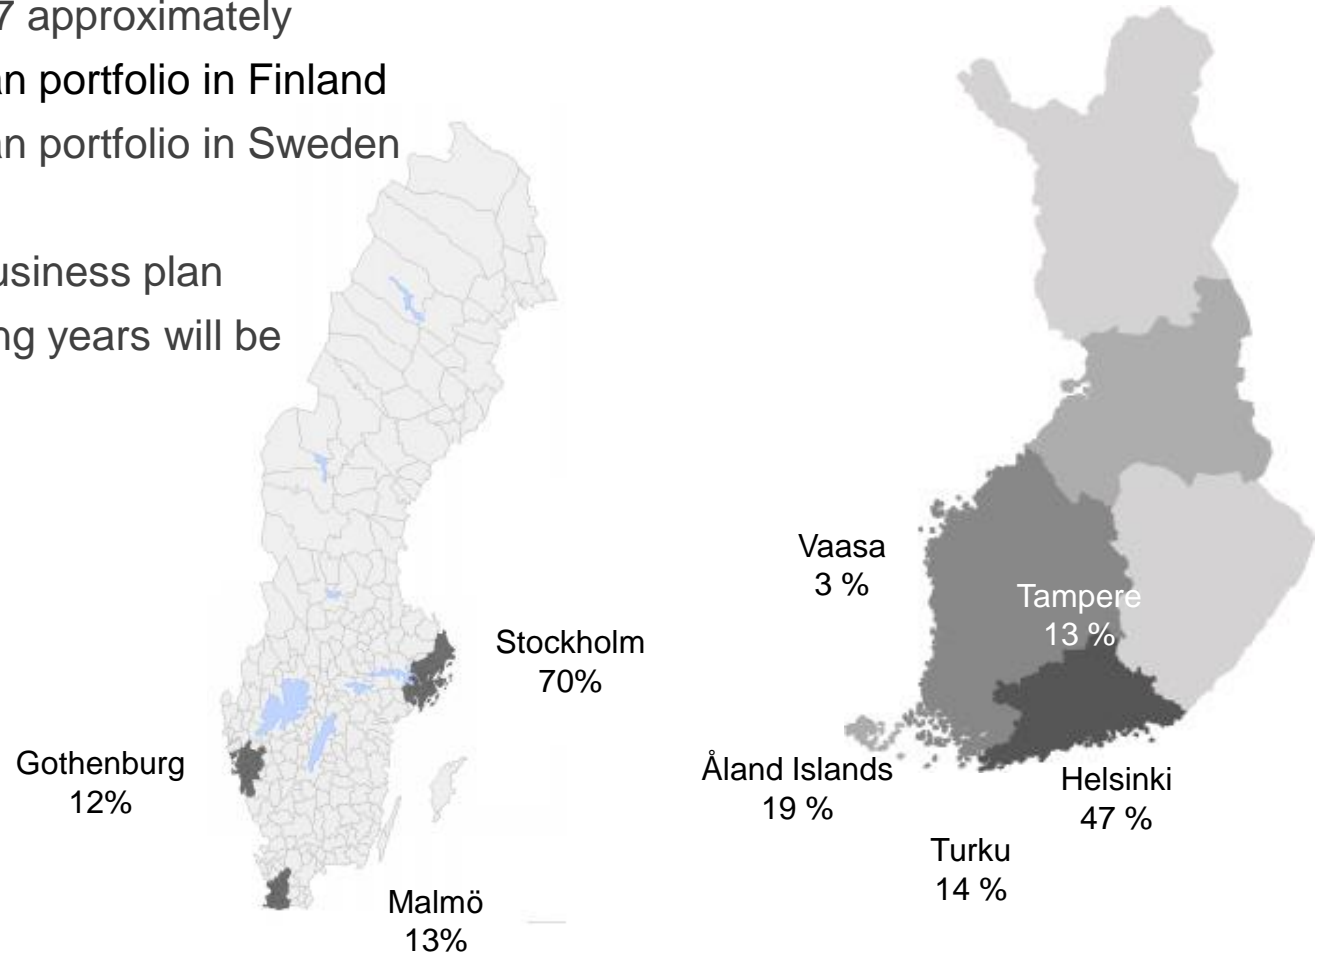 7 approximately
an portfolio in Finland
an portfolio in Sweden
usiness plan
ng years will be
Vaasa
3 %
Tampere
13 %
Stockholm
70%
Gothenburg
12%
Åland Islands
19 %
Helsinki
47 %
Turku
14 %
Malmö
13%